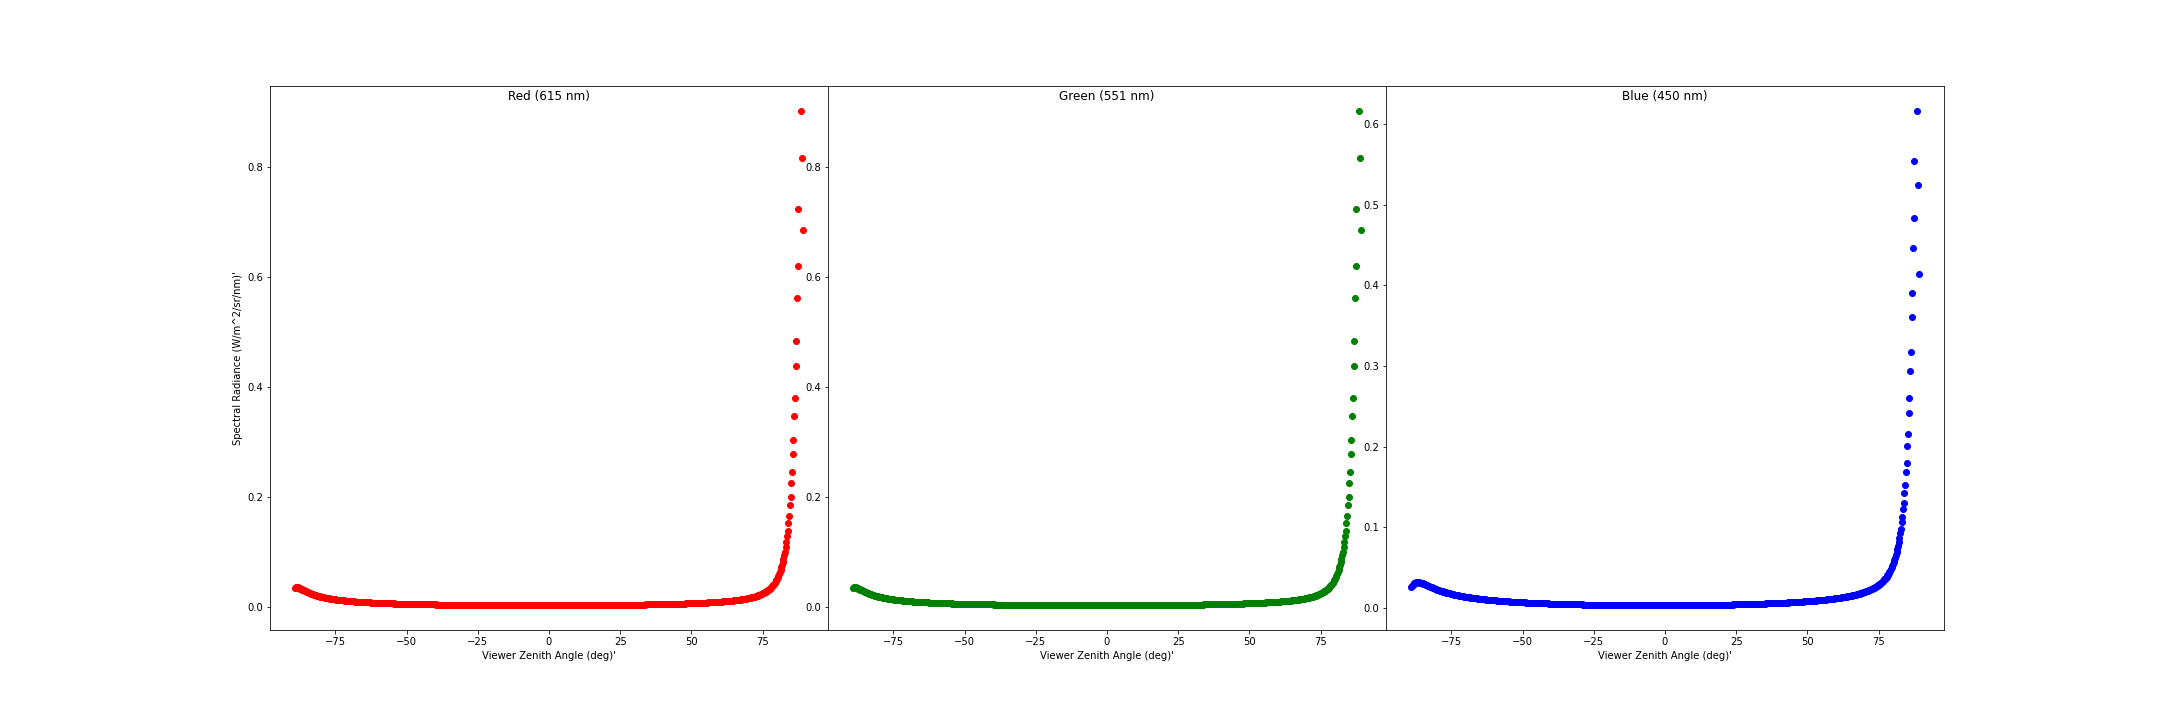 Red (615 nm)
Green (551 nm)
Blue (450 nm)
Spectral Radiance (W/m^2/sr/nm)'
0.8
0.6
0.4
0.2
0.0
−75 −50 −25 0 25 50 75
Viewer Zenith Angle (deg)'
0.8
0.6
0.4
0.2
0.0
−75 −50 −25 0 25 50 75
Viewer Zenith Angle (deg)'
0.6
0.5
0.4
0.3
0.2
0.1
0.0
−75 −50 −25 0 25 50 75
Viewer Zenith Angle (deg)'